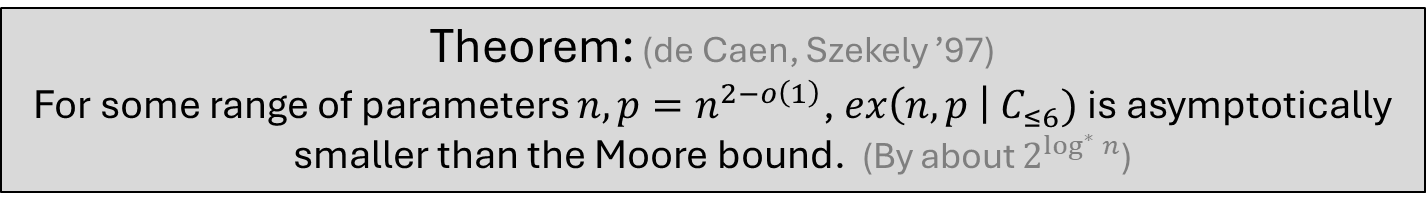 Theorem: (de Caen, Szekely ’97)
For some range of parameters n, p = n^{2−o(1)}, ex(n, p | C_{≤6}) is asymptotically
smaller than the Moore bound. (By about 2^{log* n})